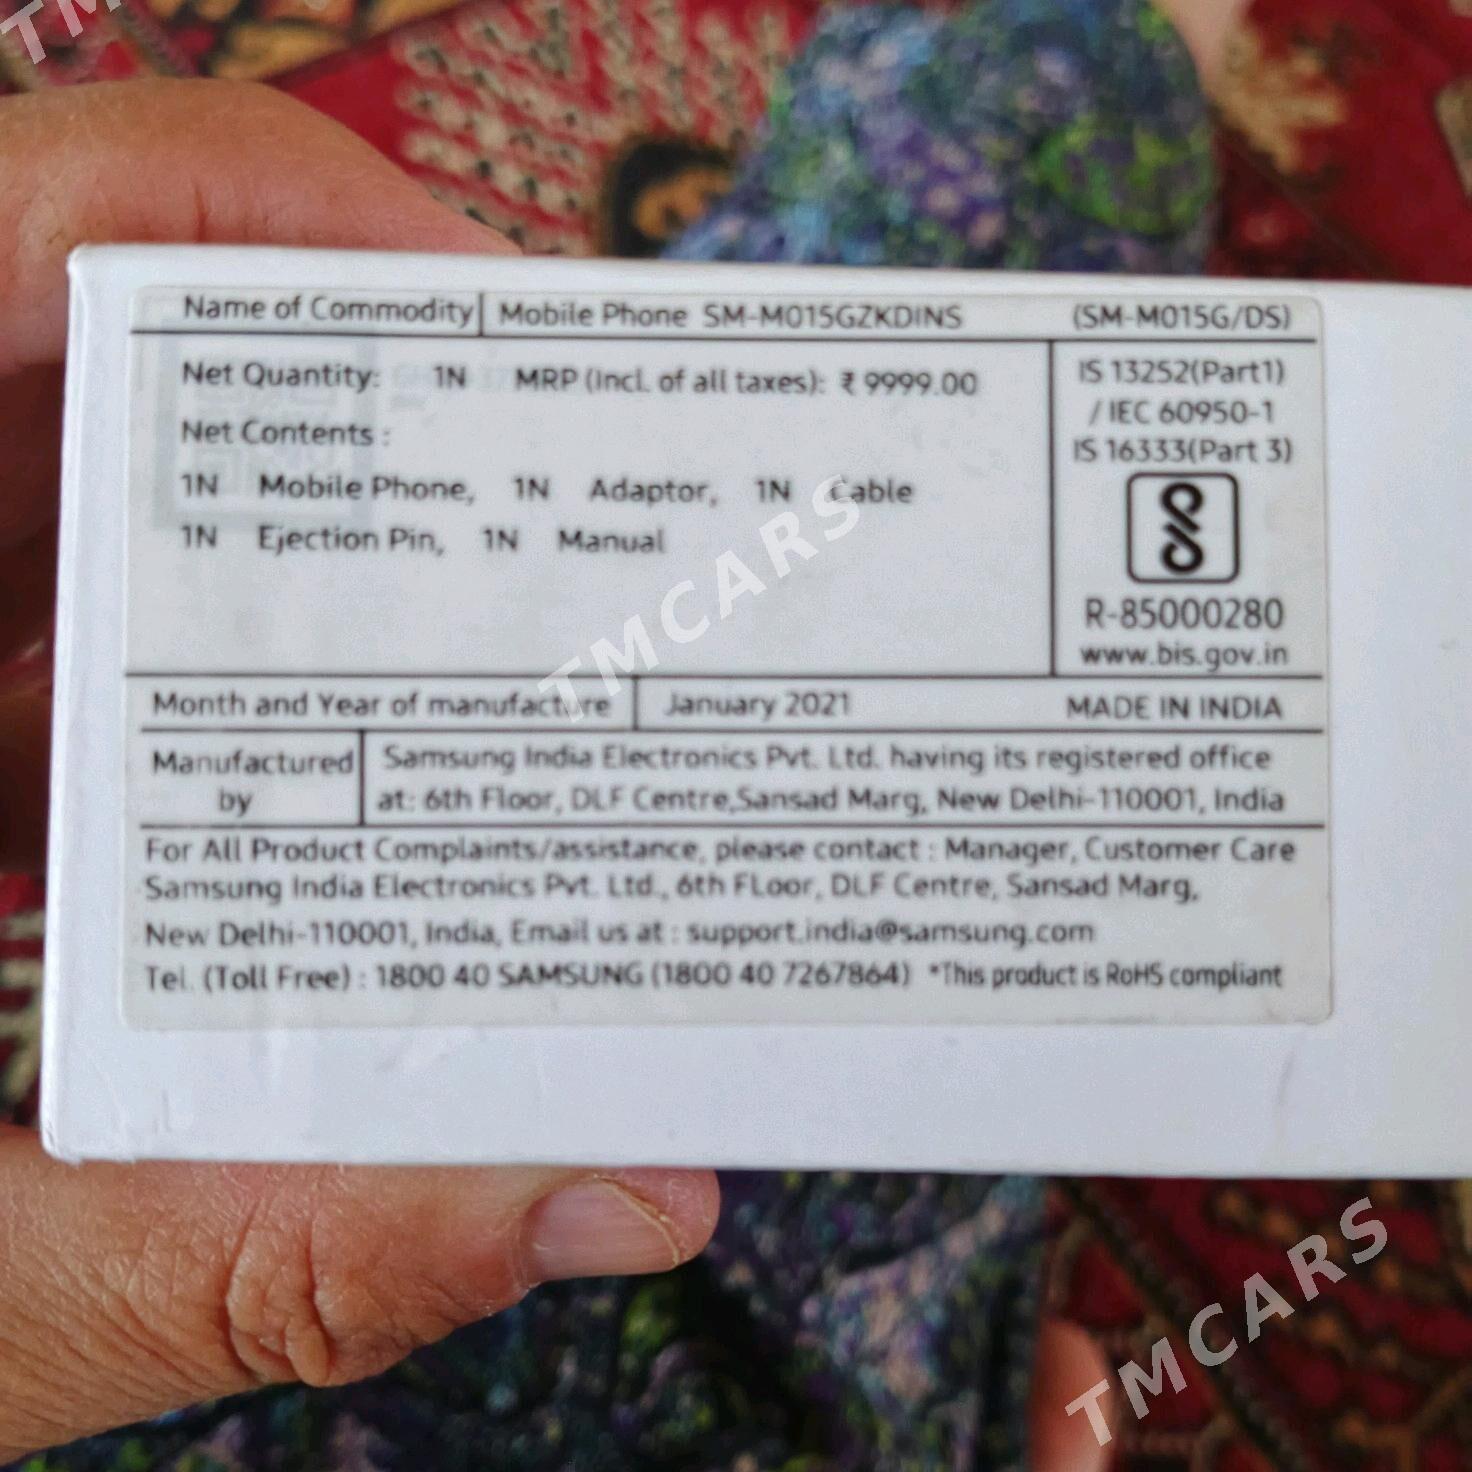 Name of Commodity Mobile Phone SM-M015GZKDINS (SM-M015G/DS)
Net Quantity: 1N MRP (Incl. of all taxes): ₹ 9999.00
Net Contents :
1N Mobile Phone, 1N Adaptor, 1N Cable
1N Ejection Pin, 1N Manual
IS 13252(Part1)
/ IEC 60950-1
IS 16333(Part 3)
R-85000280
www.bis.gov.in
Month and Year of manufacture January 2021 MADE IN INDIA
Manufactured by
Samsung India Electronics Pvt. Ltd. having its registered office
at: 6th Floor, DLF Centre,Sansad Marg, New Delhi-110001, India
For All Product Complaints/assistance, please contact : Manager, Customer Care
Samsung India Electronics Pvt. Ltd., 6th FLoor, DLF Centre, Sansad Marg,
New Delhi-110001, India, Email us at : support.india@samsung.com
Tel. (Toll Free) : 1800 40 SAMSUNG (1800 40 7267864) *This product is RoHS compliant
TMCARS
TMCARS